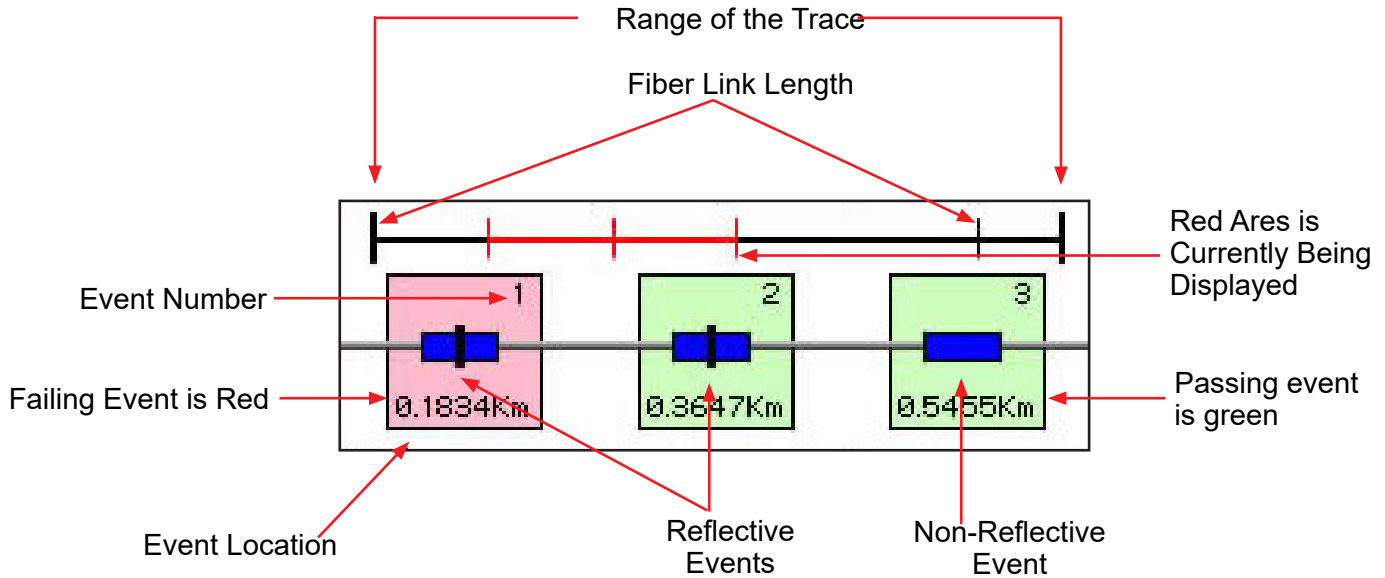 Range of the Trace
Fiber Link Length
Red Ares is
Currently Being
Displayed
Event Number
1
2
3
Failing Event is Red
0.1834Km
0.3647Km
0.5455Km
Passing event
is green
Event Location
Reflective
Events
Non-Reflective
Event